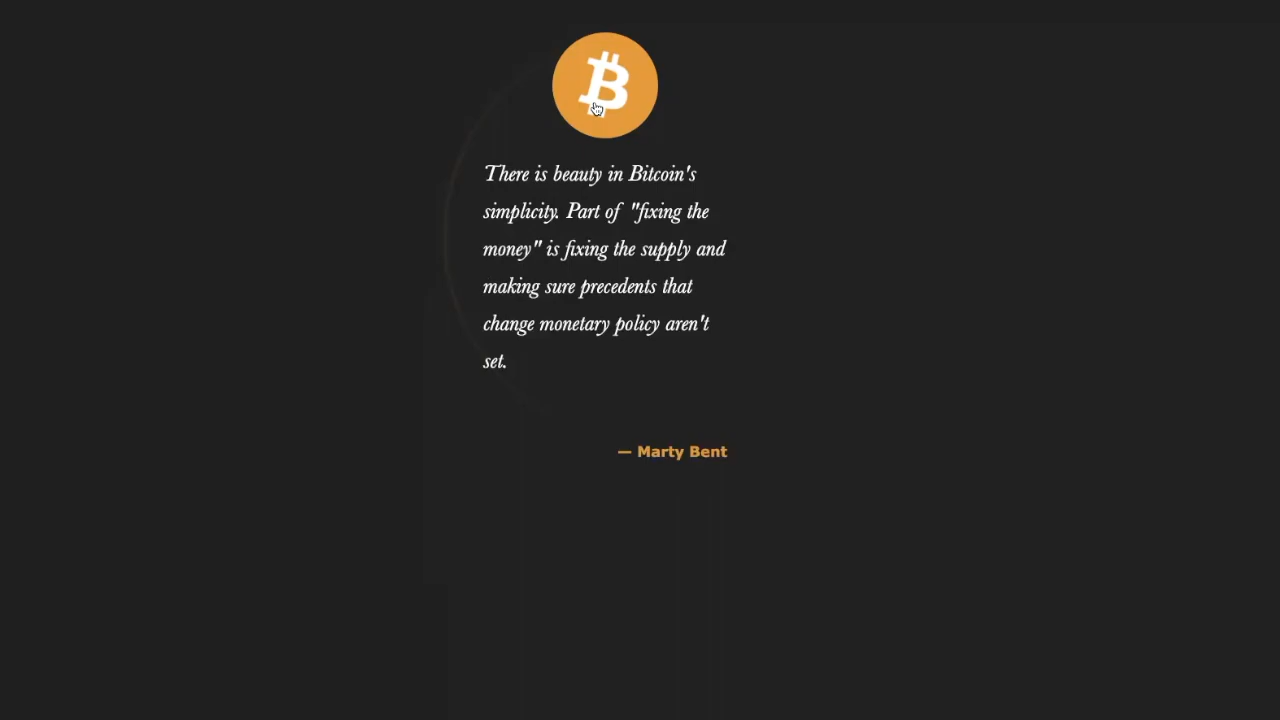 There is beauty in Bitcoin's
simplicity. Part of "fixing the
money" is fixing the supply and
making sure precedents that
change monetary policy aren't
set.
— Marty Bent